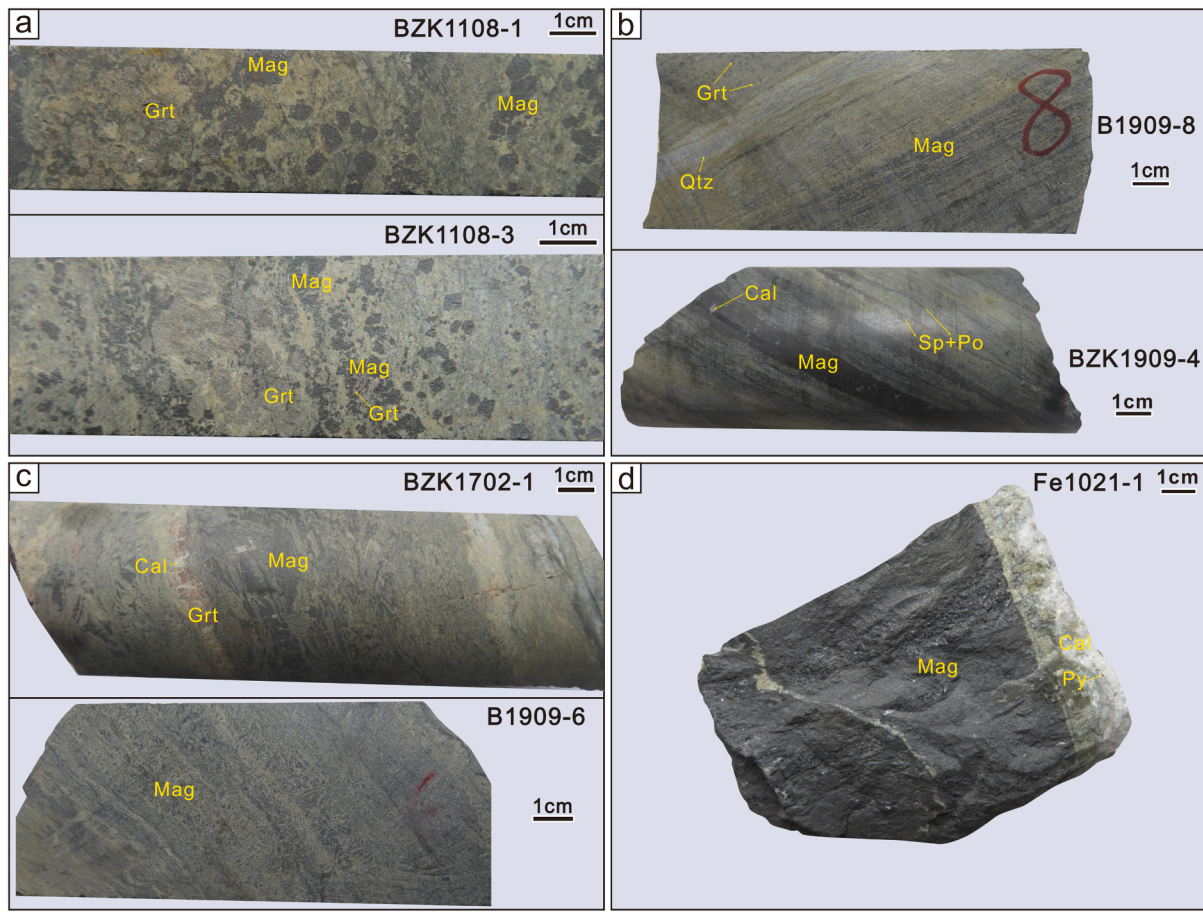 a
BZK1108-1
1cm
Mag
Grt
Mag
BZK1108-3
1cm
Mag
Mag
Grt
Grt
b
Grt
8
B1909-8
Mag
Qtz
1cm
Cal
Sp+Po
Mag
BZK1909-4
1cm
c
BZK1702-1
1cm
Cal
Mag
Grt
B1909-6
Mag
1cm
d
Fe1021-1
1cm
Mag
Cal
Py